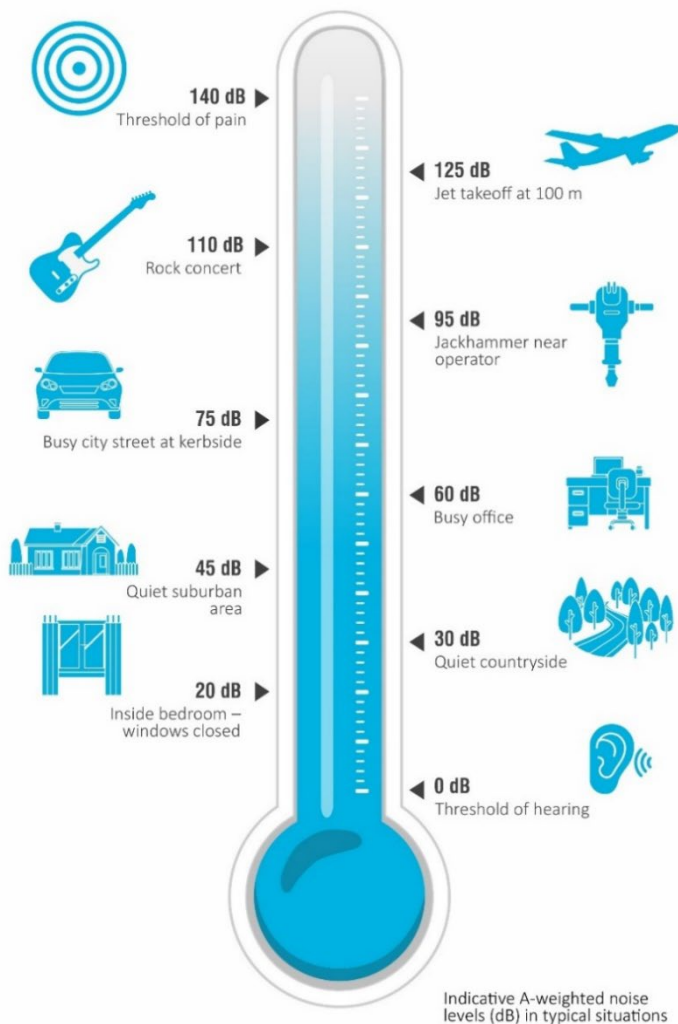 140 dB
Threshold of pain
125 dB
Jet takeoff at 100 m
110 dB
Rock concert
95 dB
Jackhammer near
operator
75 dB
Busy city street at kerbside
60 dB
Busy office
45 dB
Quiet suburban
area
30 dB
Quiet countryside
20 dB
Inside bedroom –
windows closed
0 dB
Threshold of hearing
Indicative A-weighted noise
levels (dB) in typical situations